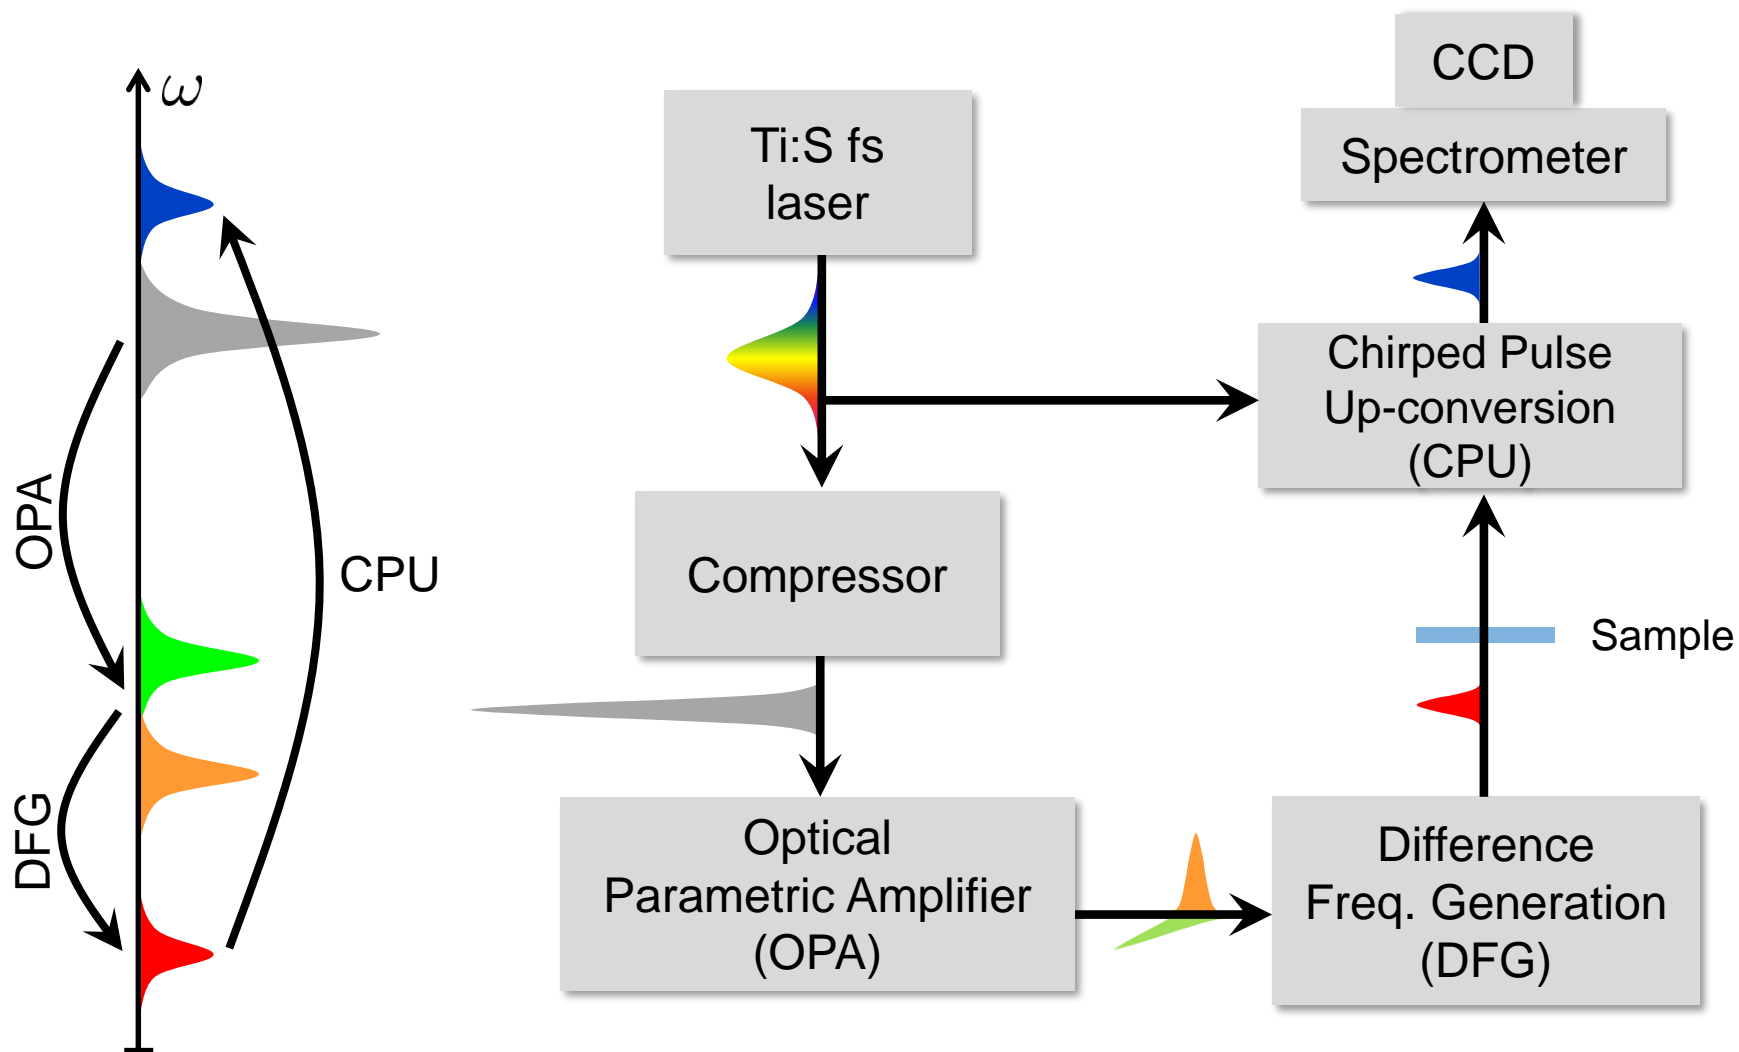 ω
OPA
DFG
CPU
Ti:S fs
laser
Compressor
Optical
Parametric Amplifier
(OPA)
Difference
Freq. Generation
(DFG)
Sample
Chirped Pulse
Up-conversion
(CPU)
Spectrometer
CCD